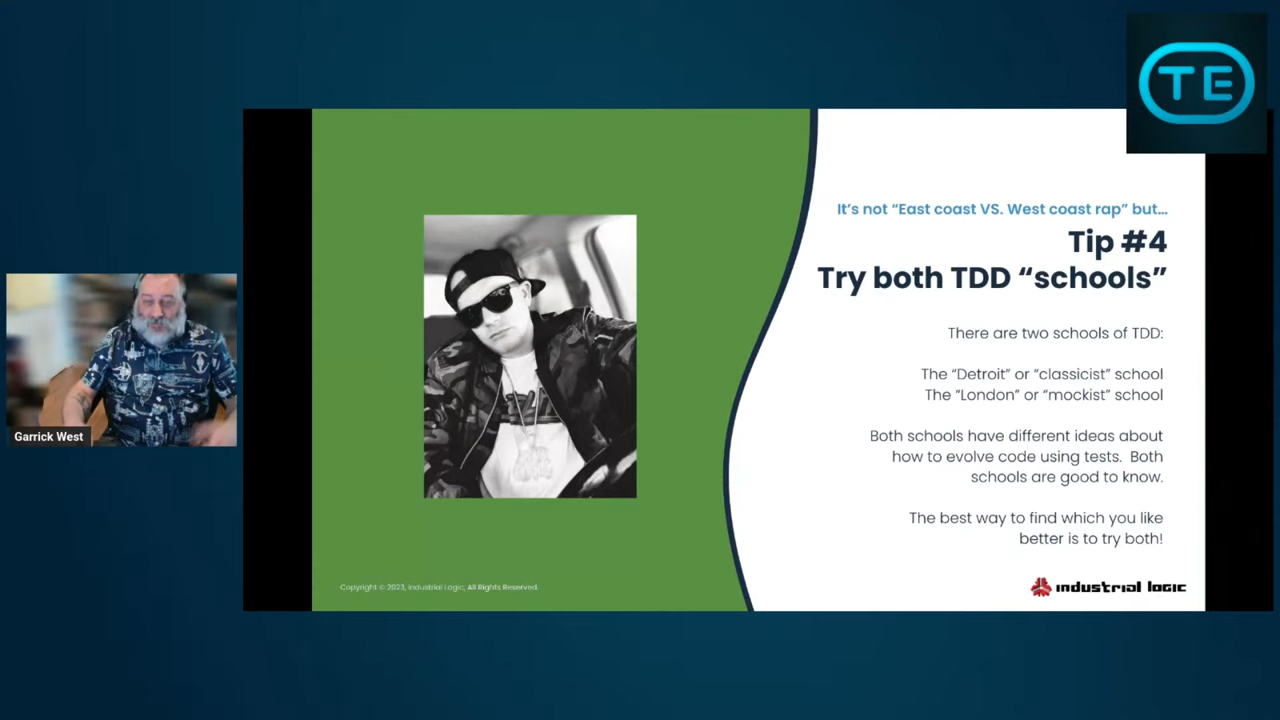 TE
It’s not “East coast VS. West coast rap” but...
Tip #4
Try both TDD “schools”
There are two schools of TDD:
The “Detroit” or “classicist” school
The “London” or “mockist” school
Both schools have different ideas about
how to evolve code using tests. Both
schools are good to know.
The best way to find which you like
better is to try both!
Garrick West
Copyright © 2023, Industrial Logic, All Rights Reserved.
industrial logic